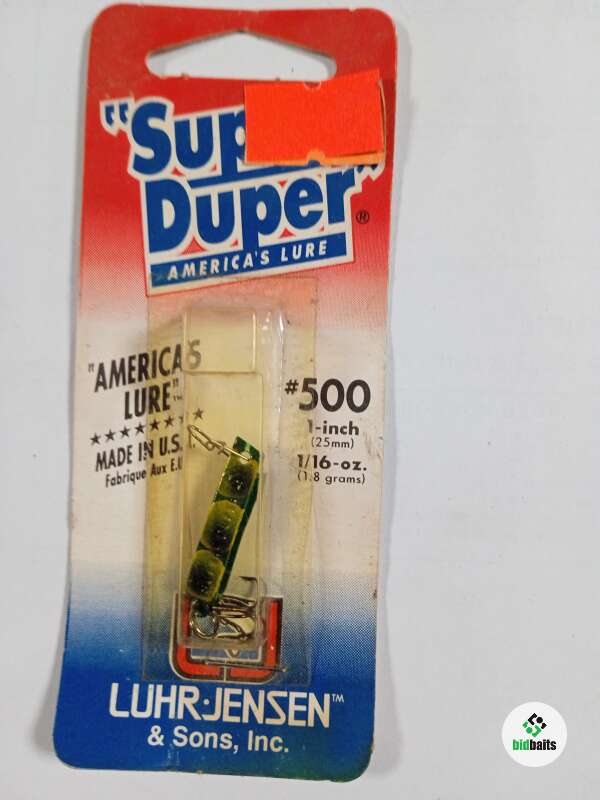 "Sup
Duper"®
AMERICA'S LURE
"AMERICA'S
LURE"™
MADE IN U.S.A.
Fabrique Aux E.U.
#500
1-inch
(25mm)
1/16-oz.
(1.8 grams)
LUHR·JENSEN™
& Sons, Inc.
bidbaits